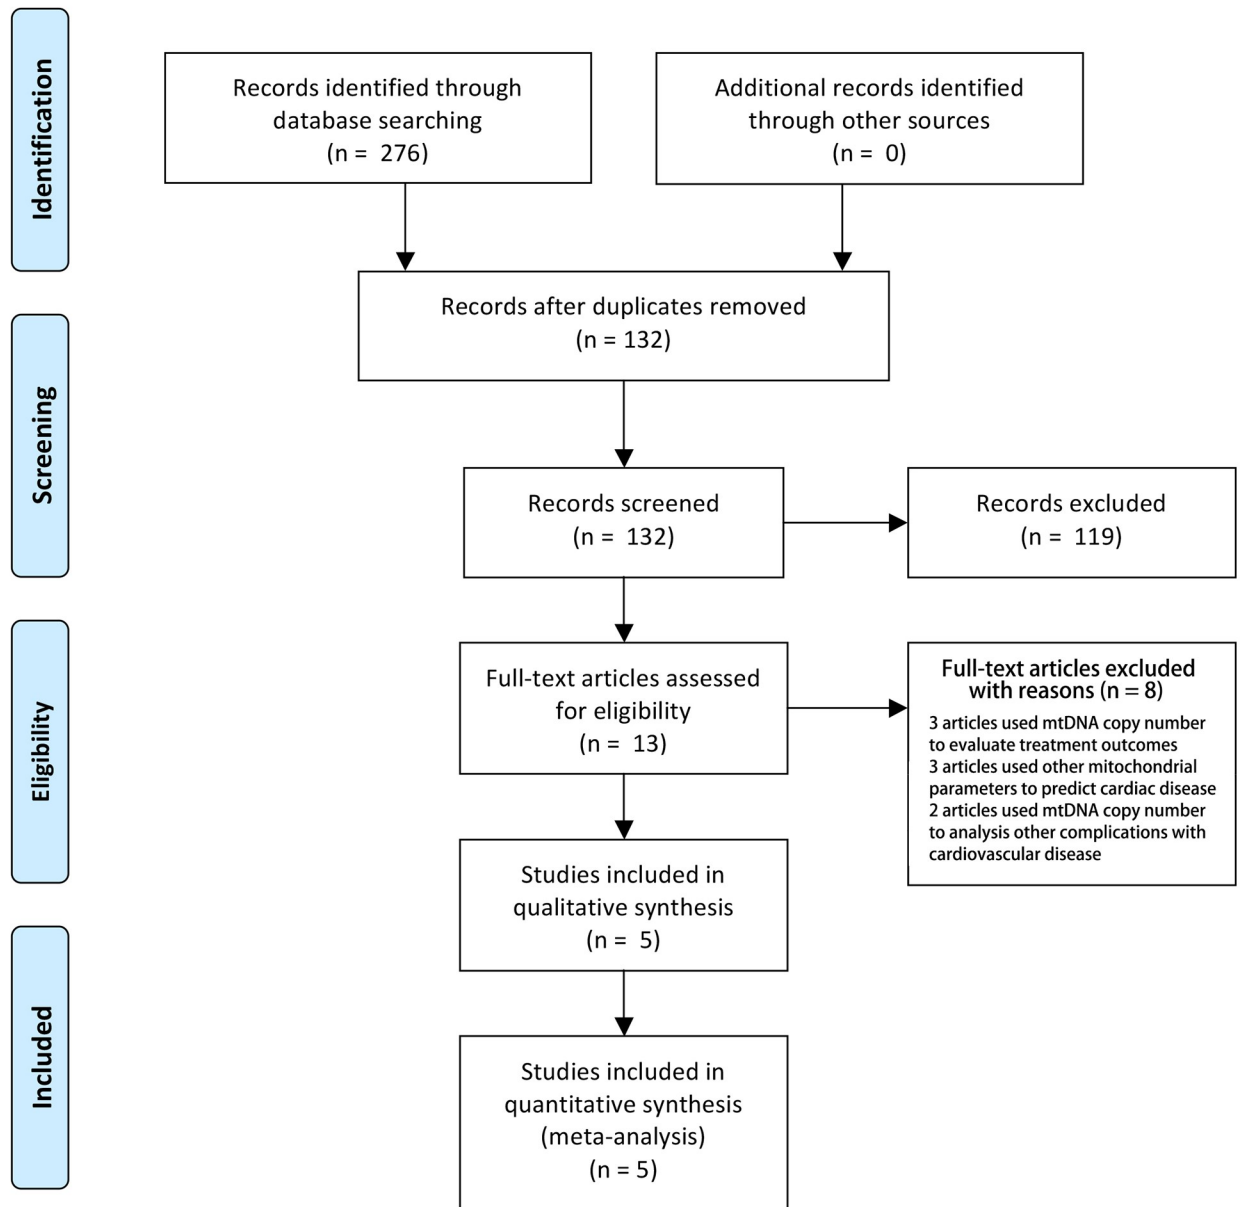 Identification
Records identified through
database searching
(n =  276)
Additional records identified
through other sources
(n =  0)
Records after duplicates removed
(n = 132)
Screening
Records screened
(n =  132)
Records excluded
(n =  119)
Eligibility
Full-text articles assessed
for eligibility
(n =  13)
Full-text articles excluded
with reasons (n = 8)
3 articles used mtDNA copy number
to evaluate treatment outcomes
3 articles used other mitochndrial
parameters to predict cardiac disease
2 articles used mtDNA copy number
to analysis other complications with
cardiovascular disease
Studies included in
qualitative synthesis
(n =  5)
Included
Studies included in
quantitative synthesis
(meta-analysis)
(n = 5)